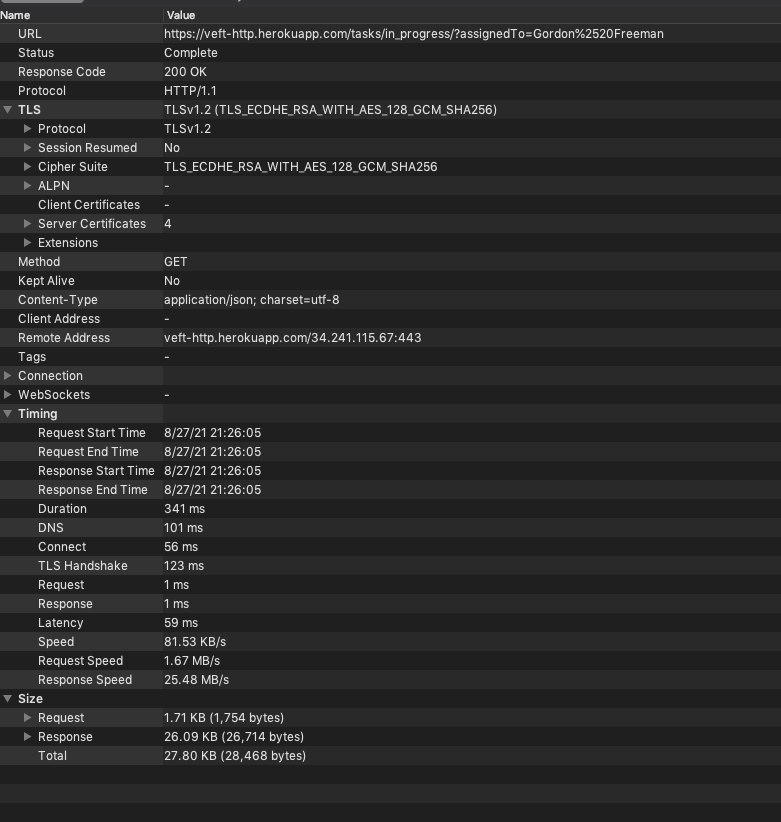 Name Value
URL https://veft-http.herokuapp.com/tasks/in_progress/?assignedTo=Gordon%2520Freeman
Status Complete
Response Code 200 OK
Protocol HTTP/1.1
TLS TLSv1.2 (TLS_ECDHE_RSA_WITH_AES_128_GCM_SHA256)
Protocol TLSv1.2
Session Resumed No
Cipher Suite TLS_ECDHE_RSA_WITH_AES_128_GCM_SHA256
ALPN -
Client Certificates -
Server Certificates 4
Extensions
Method GET
Kept Alive No
Content-Type application/json; charset=utf-8
Client Address -
Remote Address veft-http.herokuapp.com/34.241.115.67:443
Tags -
Connection
WebSockets -
Timing
Request Start Time 8/27/21 21:26:05
Request End Time 8/27/21 21:26:05
Response Start Time 8/27/21 21:26:05
Response End Time 8/27/21 21:26:05
Duration 341 ms
DNS 101 ms
Connect 56 ms
TLS Handshake 123 ms
Request 1 ms
Response 1 ms
Latency 59 ms
Speed 81.53 KB/s
Request Speed 1.67 MB/s
Response Speed 25.48 MB/s
Size
Request 1.71 KB (1,754 bytes)
Response 26.09 KB (26,714 bytes)
Total 27.80 KB (28,468 bytes)